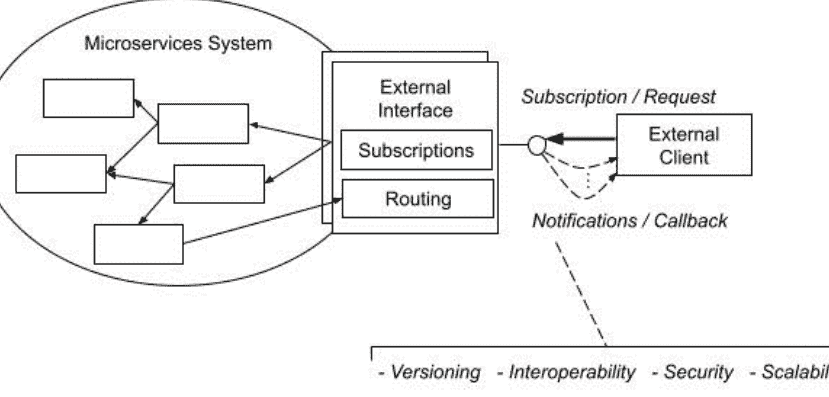 Microservices System
External
Interface
Subscriptions
Routing
Subscription / Request
External
Client
Notifications / Callback
- Versioning - Interoperability - Security - Scalabil